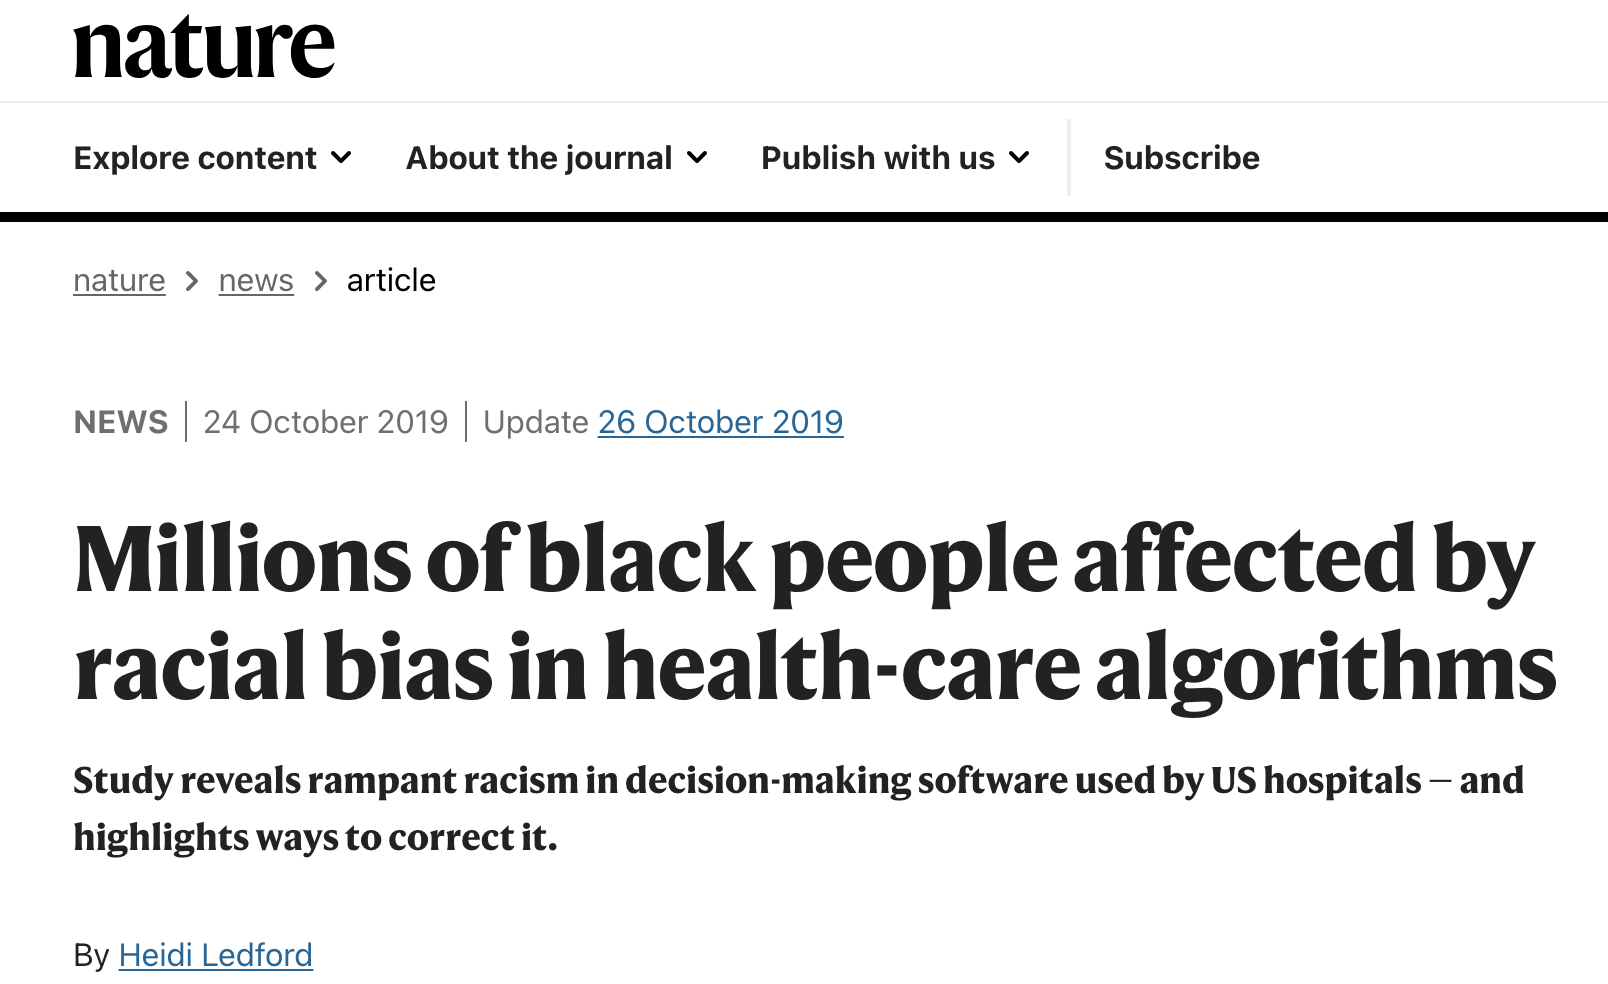 nature
Explore content About the journal Publish with us Subscribe
nature > news > article
NEWS | 24 October 2019 | Update 26 October 2019
Millions of black people affected by
racial bias in health-care algorithms
Study reveals rampant racism in decision-making software used by US hospitals — and
highlights ways to correct it.
By Heidi Ledford